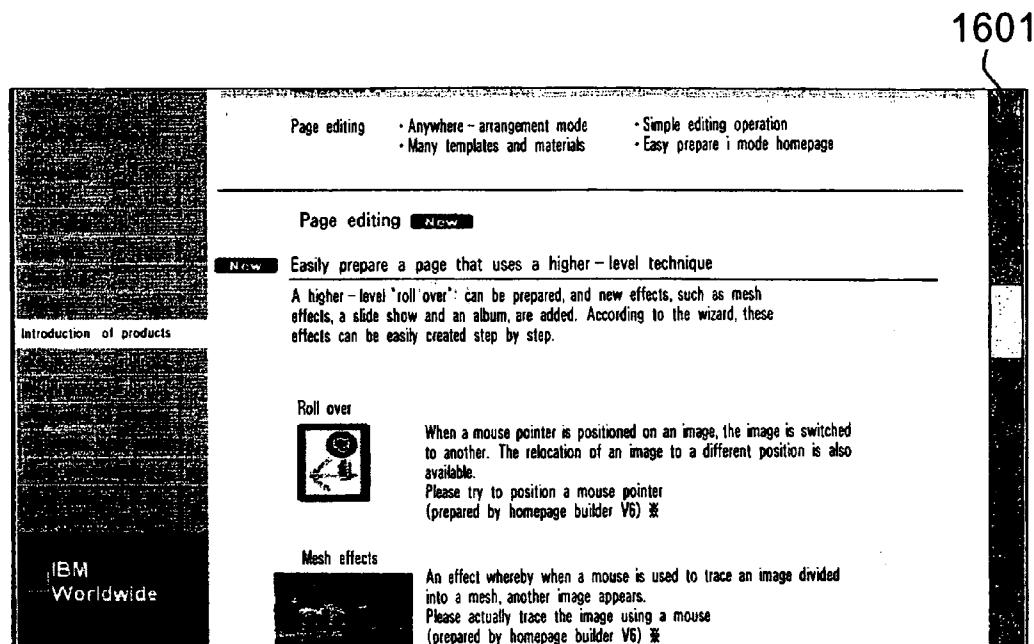 1601
Page editing ・Anywhere – arrangement mode ・Simple editing operation
・Many templates and materials ・Easy prepare i mode homepage
Page editing New
New Easily prepare a page that uses a higher – level technique
A higher – level "roll over": can be prepared, and new effects, such as mesh
effects, a slide show and an album, are added. According to the wizard, these
effects can be easily created step by step.
Introduction of products
Roll over
When a mouse pointer is positioned on an image, the image is switched
to another. The relocation of an image to a different position is also
available.
Please try to position a mouse pointer
(prepared by homepage builder V6) ※
Mesh effects
IBM
Worldwide
An effect whereby when a mouse is used to trace an image divided
into a mesh, another image appears.
Please actually trace the image using a mouse
(prepared by homepage builder V6) ※